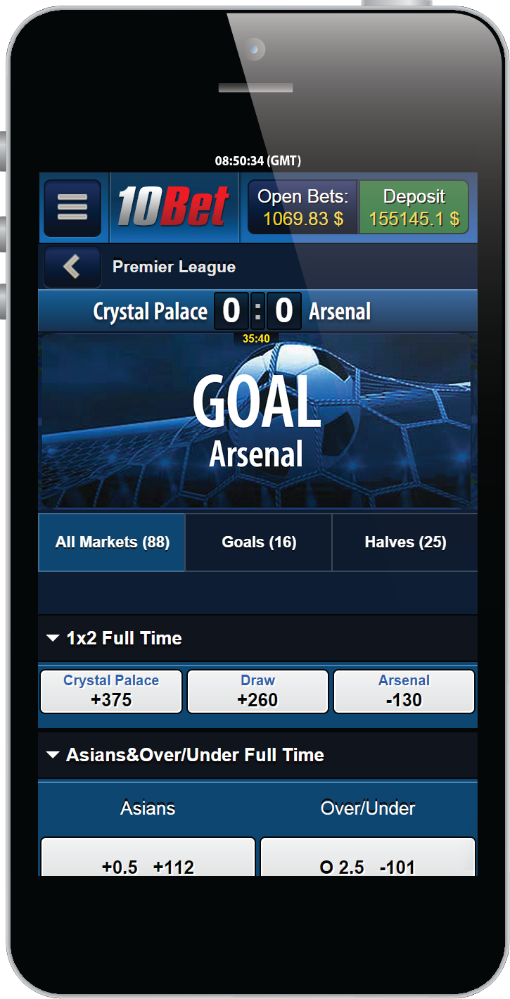 08:50:34 (GMT)
10Bet
Open Bets:
1069.83 $
Deposit
155145.1 $
Premier League
Crystal Palace 0 : 0 Arsenal
35:40
GOAL
Arsenal
All Markets (88)
Goals (16)
Halves (25)
1x2 Full Time
Crystal Palace
+375
Draw
+260
Arsenal
-130
Asians&Over/Under Full Time
Asians
Over/Under
+0.5 +112
O 2.5 -101